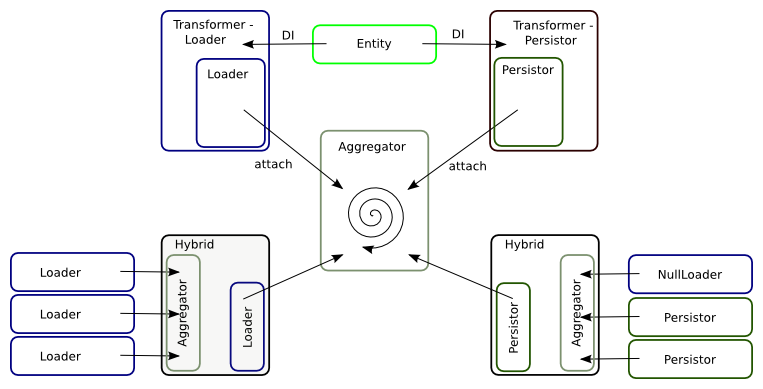 Transformer -
Loader
DI
Entity
DI
Transformer -
Persistor
Loader
Persistor
Aggregator
attach
attach
Hybrid
Hybrid
Loader
Loader
Loader
Aggregator
Loader
Persistor
Aggregator
NullLoader
Persistor
Persistor